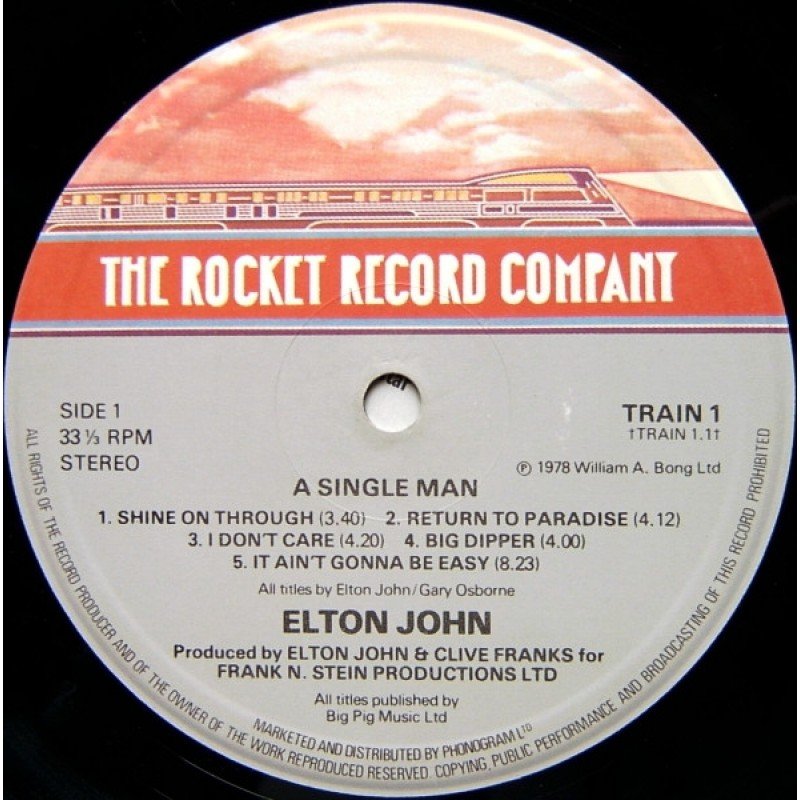 THE ROCKET RECORD COMPANY
SIDE 1
33 ⅓ RPM
STEREO
TRAIN 1
†TRAIN 1.1†
℗ 1978 William A. Bong Ltd
A SINGLE MAN
1. SHINE ON THROUGH (3.40) 2. RETURN TO PARADISE (4.12)
3. I DON'T CARE (4.20) 4. BIG DIPPER (4.00)
5. IT AIN'T GONNA BE EASY (8.23)
All titles by Elton John/Gary Osborne
ELTON JOHN
Produced by ELTON JOHN & CLIVE FRANKS for
FRANK N. STEIN PRODUCTIONS LTD
All titles published by
Big Pig Music Ltd
MARKETED AND DISTRIBUTED BY PHONOGRAM LTD
ALL RIGHTS OF THE RECORD PRODUCER AND OF THE OWNER OF THE WORK REPRODUCED RESERVED. COPYING, PUBLIC PERFORMANCE AND BROADCASTING OF THIS RECORD PROHIBITED